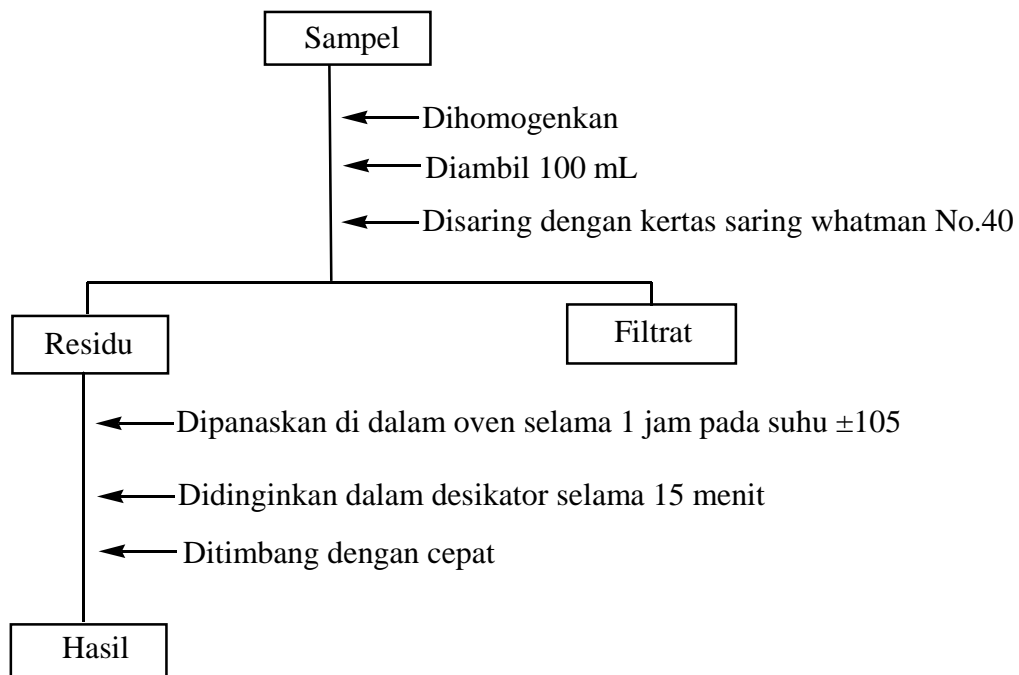 Sampel
Dihomogenkan
Diambil 100 mL
Disaring dengan kertas saring whatman No.40
Residu
Filtrat
Dipanaskan di dalam oven selama 1 jam pada suhu ±105
Didinginkan dalam desikator selama 15 menit
Ditimbang dengan cepat
Hasil